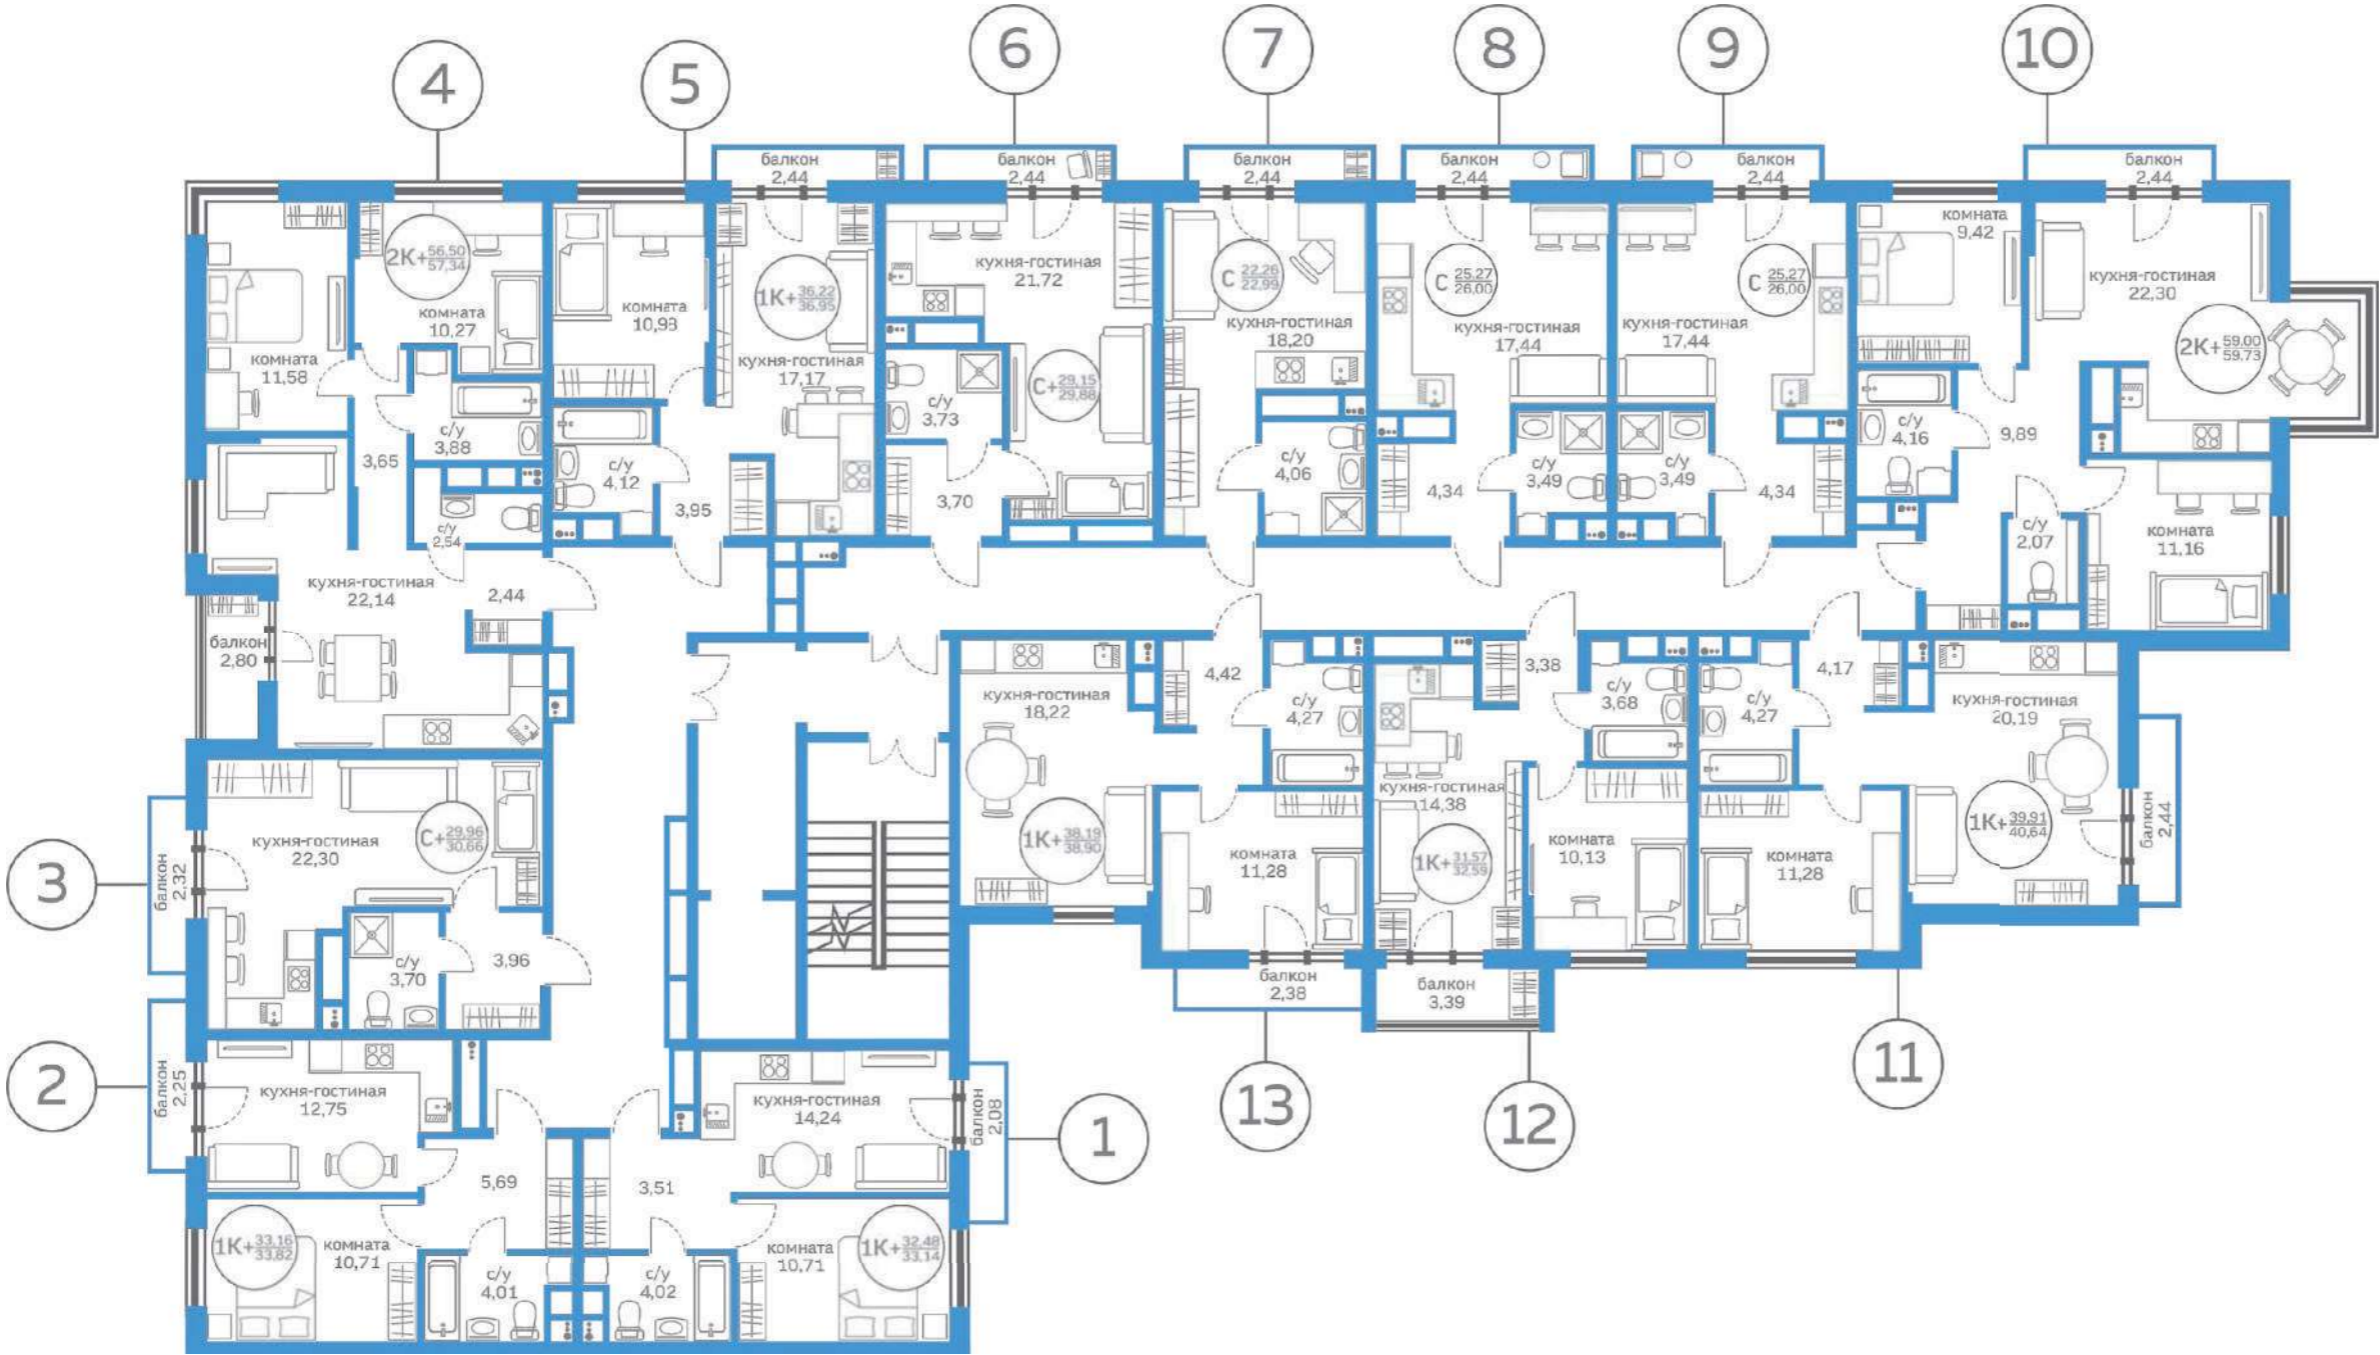 4
5
6
7
8
9
10
балкон
2,44
балкон
2,44
балкон
2,44
балкон
2,44
балкон
2,44
балкон
2,44
2К+
56,50
57,34
комната
10,27
комната
11,58
с/у
3,88
3,65
с/у
2,54
кухня-гостиная
22,14
2,44
балкон
2,80
комната
10,98
1К+
36,22
36,95
кухня-гостиная
17,17
с/у
4,12
3,95
кухня-гостиная
21,72
С+
29,15
29,88
с/у
3,73
3,70
С
22,26
22,99
кухня-гостиная
18,20
с/у
4,06
С
25,27
26,00
кухня-гостиная
17,44
с/у
3,49
4,34
С
25,27
26,00
кухня-гостиная
17,44
с/у
3,49
4,34
комната
9,42
кухня-гостиная
22,30
2К+
59,00
59,73
с/у
4,16
9,89
с/у
2,07
комната
11,16
кухня-гостиная
18,22
4,42
с/у
4,27
1К+
38,19
38,90
комната
11,28
балкон
2,38
13
3,38
с/у
3,68
кухня-гостиная
14,38
1К+
31,57
32,59
комната
10,13
балкон
3,39
12
с/у
4,27
4,17
кухня-гостиная
20,19
1К+
39,91
40,64
комната
11,28
балкон
2,44
11
3
балкон
2,32
кухня-гостиная
22,30
С+
29,96
30,66
с/у
3,70
3,96
2
балкон
2,25
кухня-гостиная
12,75
5,69
1К+
33,16
33,82
комната
10,71
с/у
4,01
кухня-гостиная
14,24
балкон
2,08
1
3,51
комната
10,71
1К+
32,48
33,14
с/у
4,02